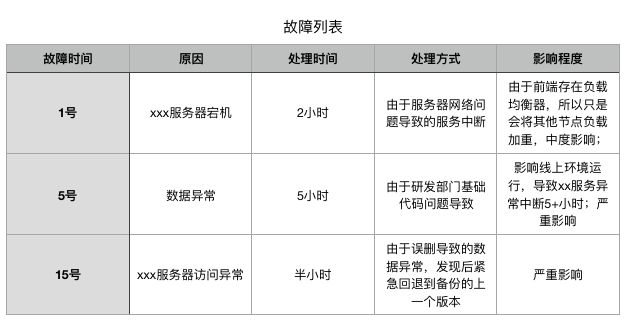 故障列表
故障时间
原因
处理时间
处理方式
影响程度
1号
xxx服务器宕机
2小时
由于服务器网络问
题导致的服务中断
由于前端存在负载
均衡器，所以只是
会将其他节点负载
加重，中度影响；
5号
数据异常
5小时
由于研发部门基础
代码问题导致
影响线上环境运
行，导致xx服务异
常中断5+小时；严
重影响
15号
xxx服务器访问异常
半小时
由于误删导致的数
据异常，发现后紧
急回退到备份的上
一个版本
严重影响